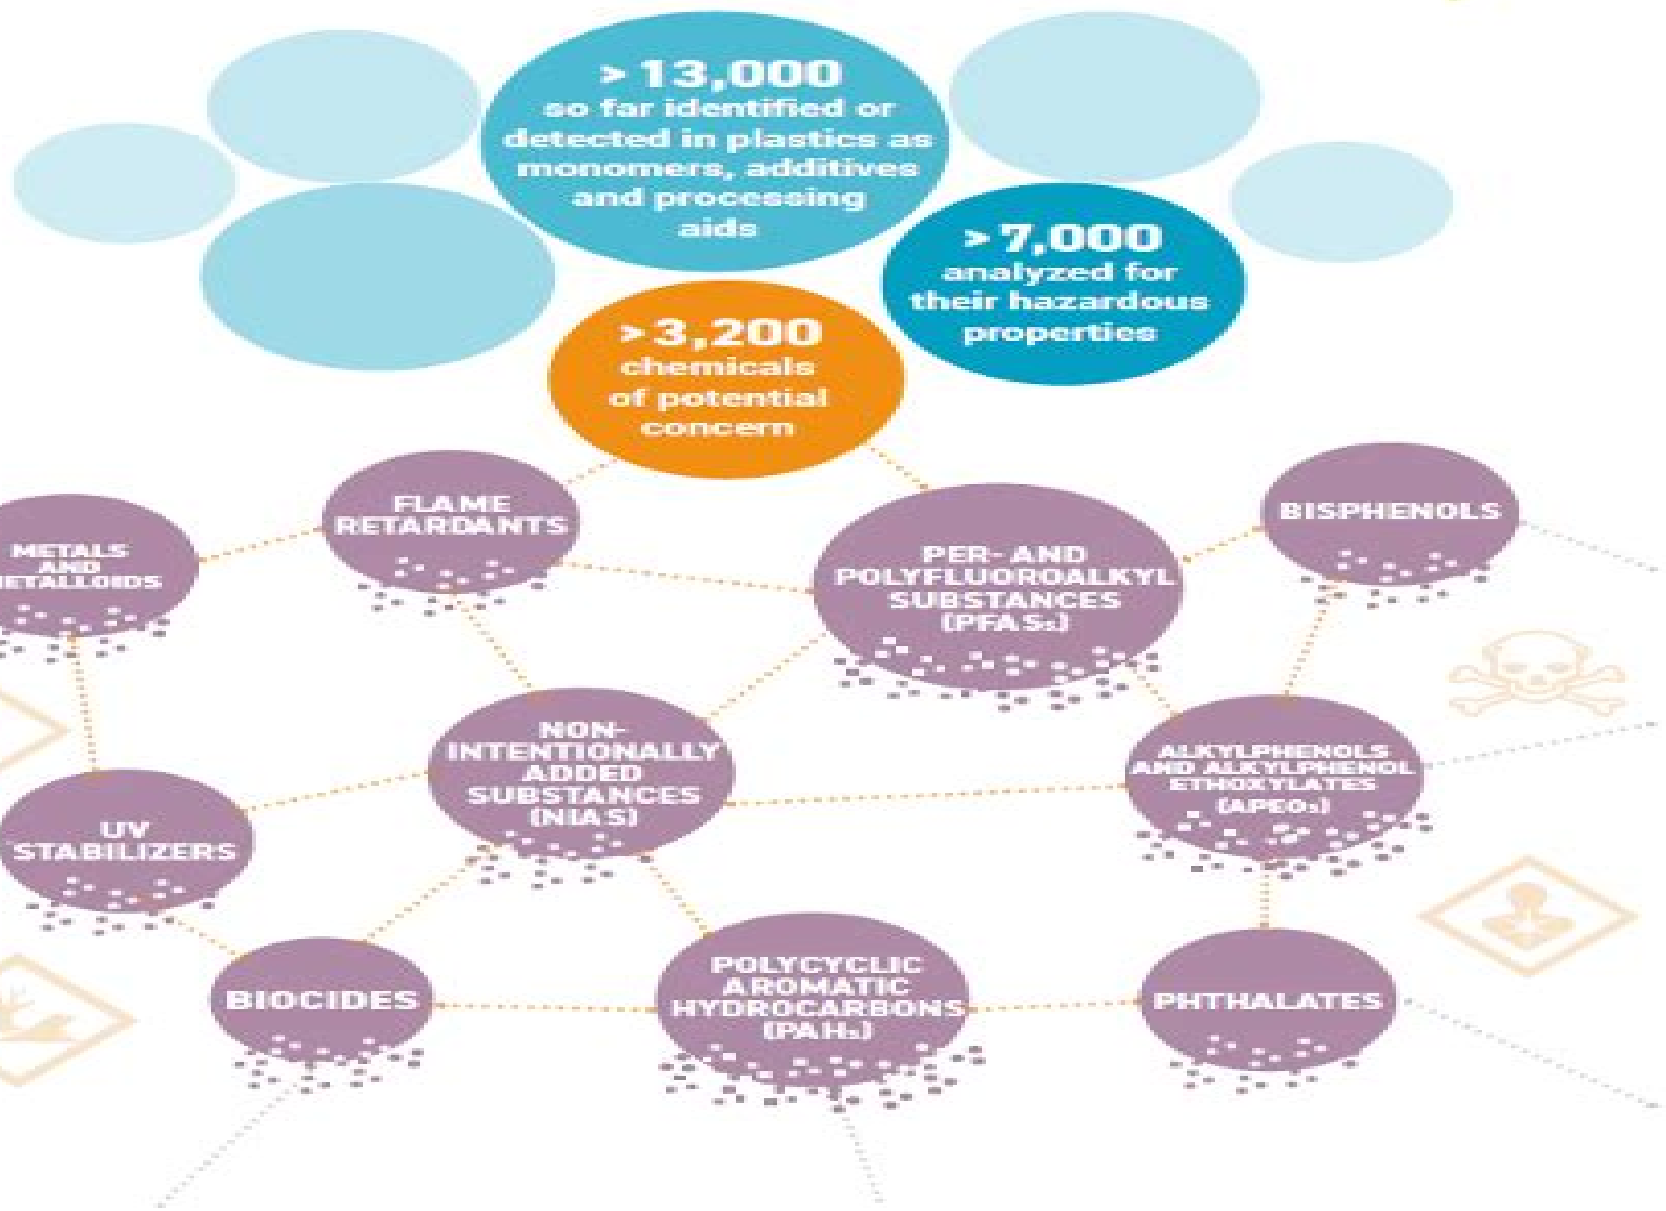 >13,000
so far identified or
detected in plastics as
monomers, additives
and processing
aids
>7,000
analyzed for
their hazardous
properties
>3,200
chemicals
of potential
concern
FLAME
RETARDANTS
BISPHENOLS
METALS
AND
ETALLOIDS
PER- AND
POLYFLUOROALKYL
SUBSTANCES
(PFASs)
NON-
INTENTIONALLY
ADDED
SUBSTANCES
(NIAS)
ALKYLPHENOLS
AND ALKYLPHENOL
ETHOXYLATES
(APEOs)
UV
STABILIZERS
BIOCIDES
POLYCYCLIC
AROMATIC
HYDROCARBONS
(PAHs)
PHTHALATES